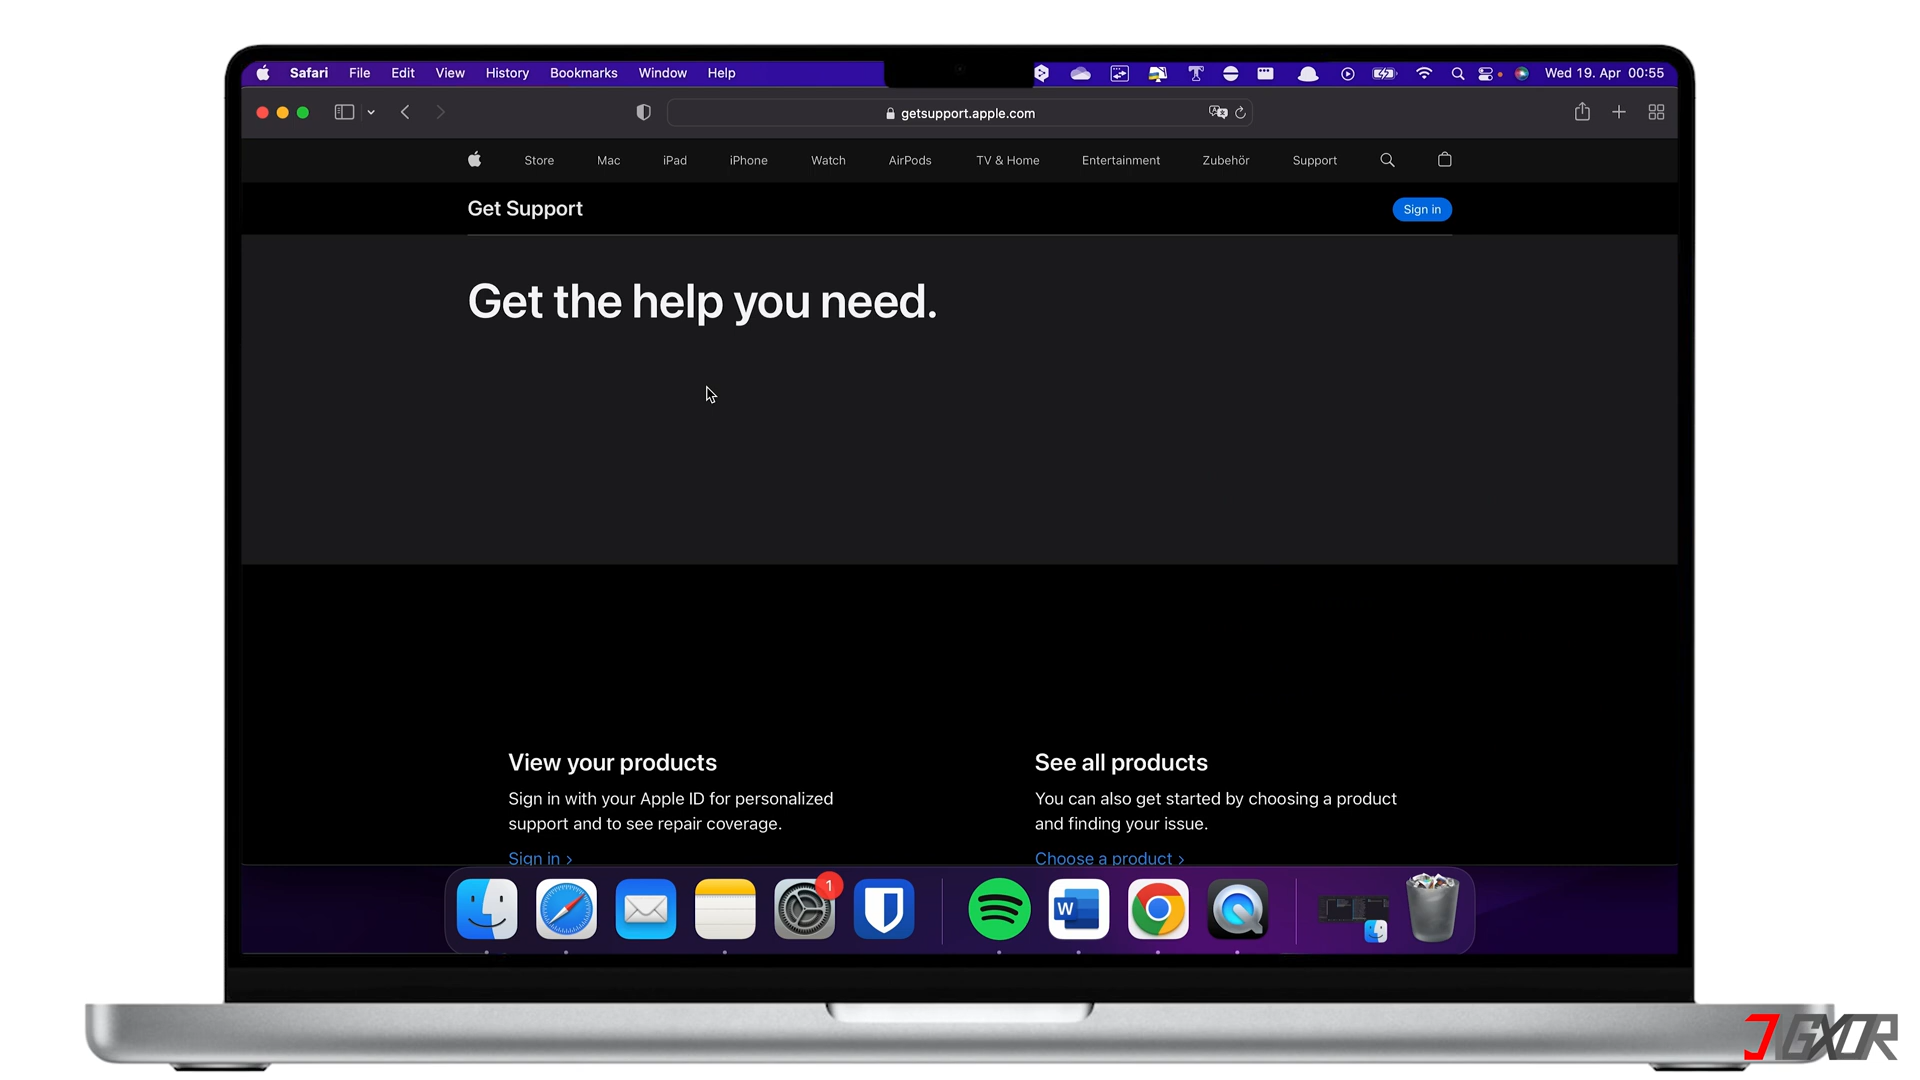 Safari File Edit View History Bookmarks Window Help Wed 19. Apr 00:55
getsupport.apple.com
Store Mac iPad iPhone Watch AirPods TV & Home Entertainment Zubehör Support
Get Support
Sign in
Get the help you need.
View your products
Sign in with your Apple ID for personalized
support and to see repair coverage.
Sign in >
See all products
You can also get started by choosing a product
and finding your issue.
Choose a product >
1
W
JIGXOR